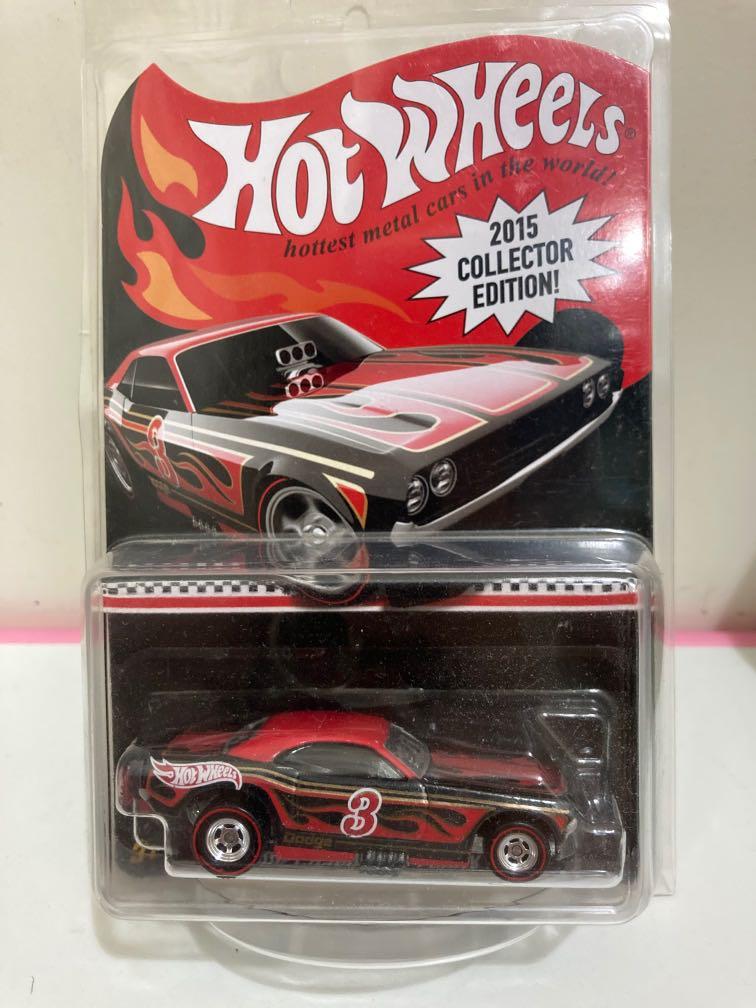 Hot Wheels®
hottest metal cars in the world!
2015
COLLECTOR
EDITION!
3
Hot Wheels
3
Dodge